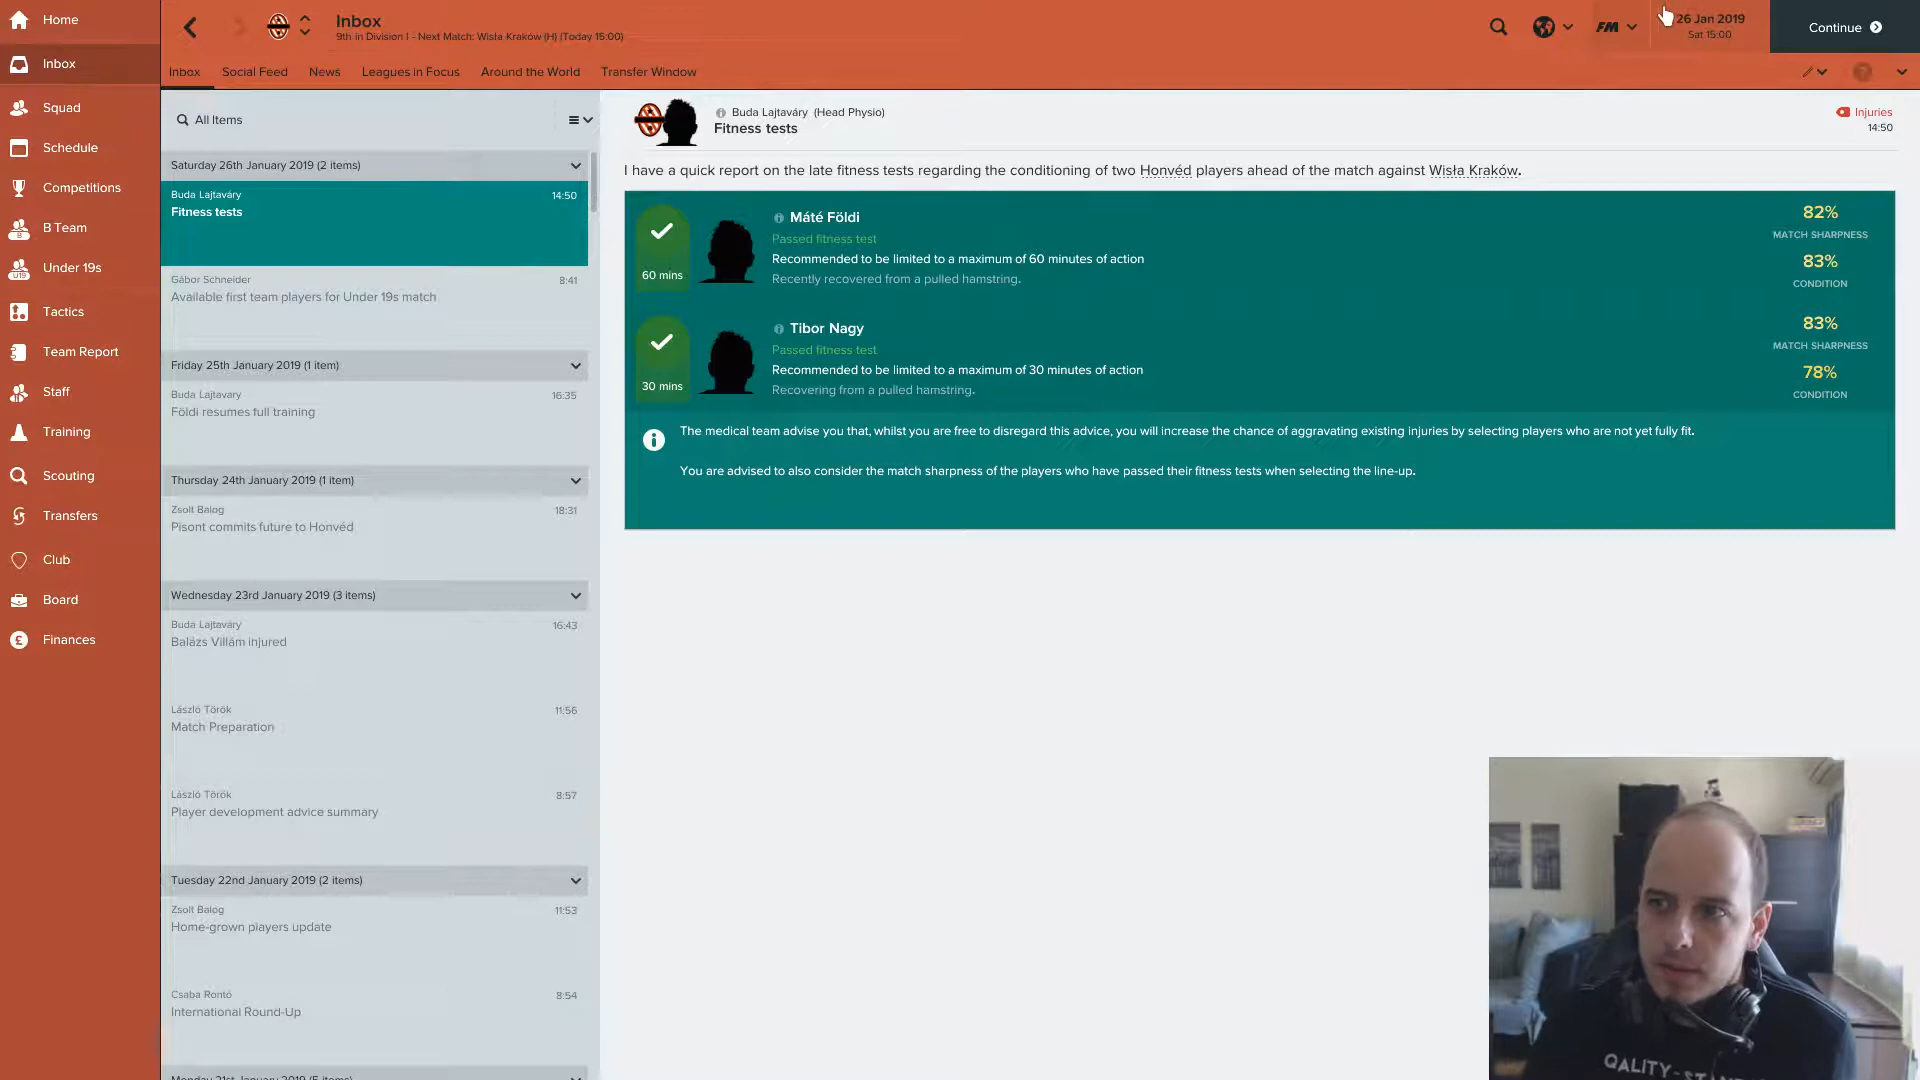 Home
Inbox
Squad
Schedule
Competitions
B Team
Under 19s
Tactics
Team Report
Staff
Training
Scouting
Transfers
Club
Board
Finances
Inbox
9th in Division I - Next Match: Wisła Kraków (H) (Today 15:00)
FM
26 Jan 2019
Sat 15:00
Continue
Inbox
Social Feed
News
Leagues in Focus
Around the World
Transfer Window
All Items
Saturday 26th January 2019 (2 items)
Buda Lajtaváry 14:50
Fitness tests
Gábor Schneider 8:41
Available first team players for Under 19s match
Friday 25th January 2019 (1 item)
Buda Lajtaváry 16:35
Földi resumes full training
Thursday 24th January 2019 (1 item)
Zsolt Balog 18:31
Pisont commits future to Honvéd
Wednesday 23rd January 2019 (3 items)
Buda Lajtaváry 16:43
Balázs Villám injured
László Török 11:56
Match Preparation
László Török 8:57
Player development advice summary
Tuesday 22nd January 2019 (2 items)
Zsolt Balog 11:53
Home-grown players update
Csaba Rontó 8:54
International Round-Up
Monday 21st January 2019 (5 items)
Buda Lajtaváry (Head Physio)
Fitness tests
Injuries
14:50
I have a quick report on the late fitness tests regarding the conditioning of two Honvéd players ahead of the match against Wisła Kraków.
60 mins
Máté Földi
Passed fitness test
Recommended to be limited to a maximum of 60 minutes of action
Recently recovered from a pulled hamstring.
82%
MATCH SHARPNESS
83%
CONDITION
30 mins
Tibor Nagy
Passed fitness test
Recommended to be limited to a maximum of 30 minutes of action
Recovering from a pulled hamstring.
83%
MATCH SHARPNESS
78%
CONDITION
The medical team advise you that, whilst you are free to disregard this advice, you will increase the chance of aggravating existing injuries by selecting players who are not yet fully fit.
You are advised to also consider the match sharpness of the players who have passed their fitness tests when selecting the line-up.